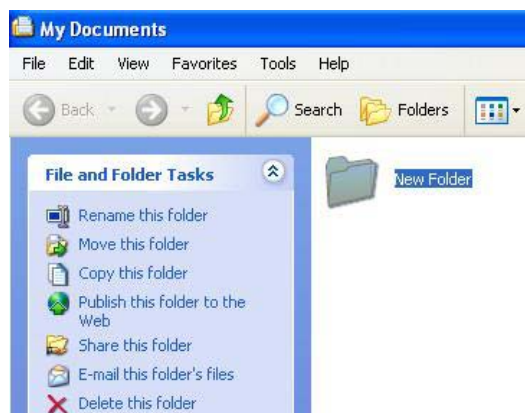 My Documents
File Edit View Favorites Tools Help
Back Search Folders
File and Folder Tasks
New Folder
Rename this folder
Move this folder
Copy this folder
Publish this folder to the
Web
Share this folder
E-mail this folder's files
Delete this folder